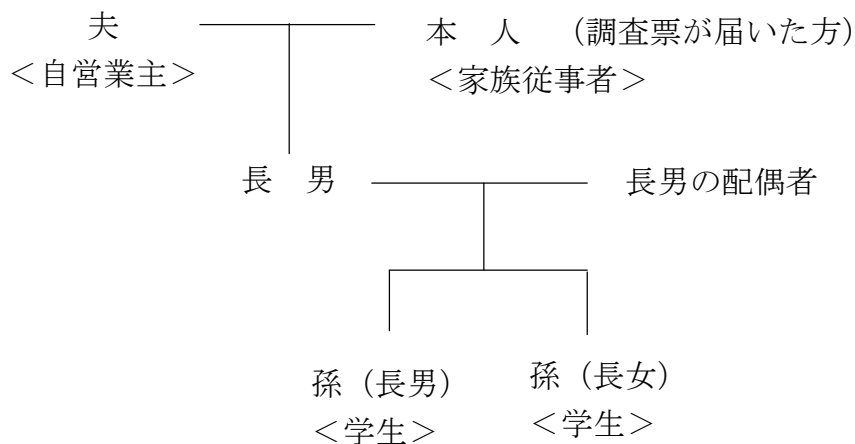 夫
本　人　（調査票が届いた方）
＜自営業主＞
＜家族従事者＞
長　男
長男の配偶者
孫（長男）
孫（長女）
＜学生＞
＜学生＞